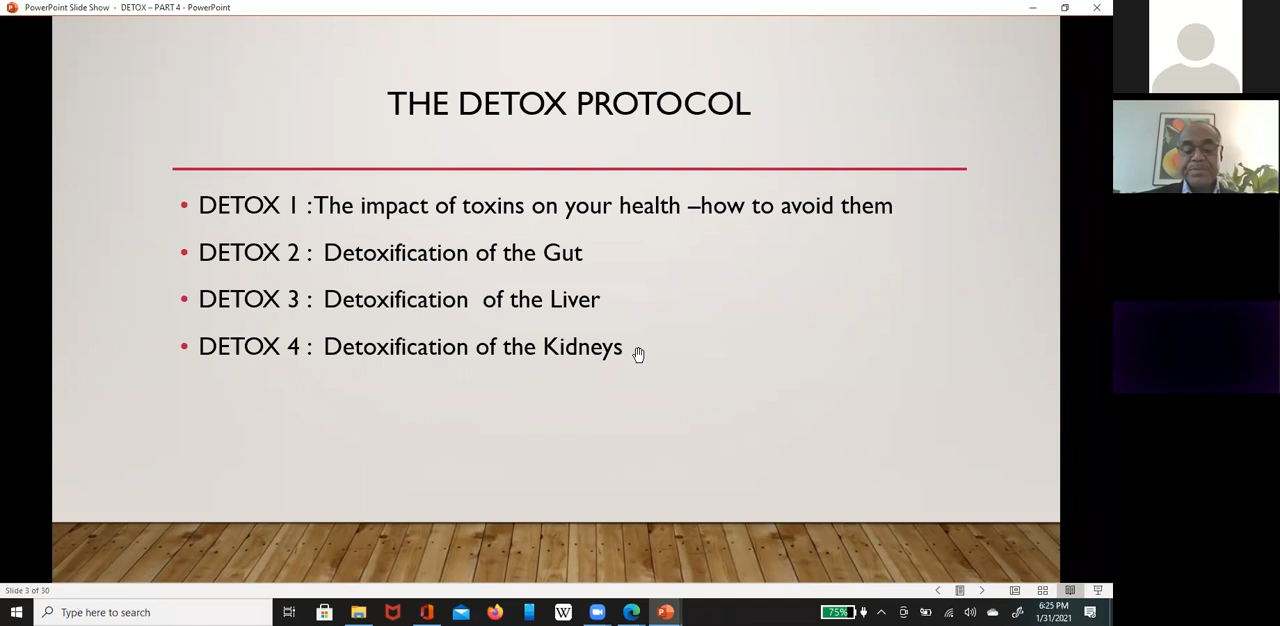 PowerPoint Slide Show - DETOX – PART 4 - PowerPoint
THE DETOX PROTOCOL
• DETOX 1 :The impact of toxins on your health –how to avoid them
• DETOX 2 : Detoxification of the Gut
• DETOX 3 : Detoxification of the Liver
• DETOX 4 : Detoxification of the Kidneys
Slide 3 of 30
Type here to search
W
75%
6:25 PM
1/31/2021